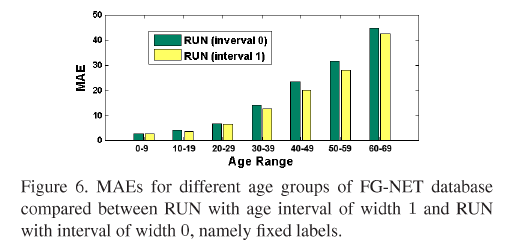 50
40
30
20
10
0
MAE
RUN (inverval 0)
RUN (interval 1)
0-9 10-19 20-29 30-39 40-49 50-59 60-69
Age Range
Figure 6. MAEs for different age groups of FG-NET database
compared between RUN with age interval of width 1 and RUN
with interval of width 0, namely fixed labels.